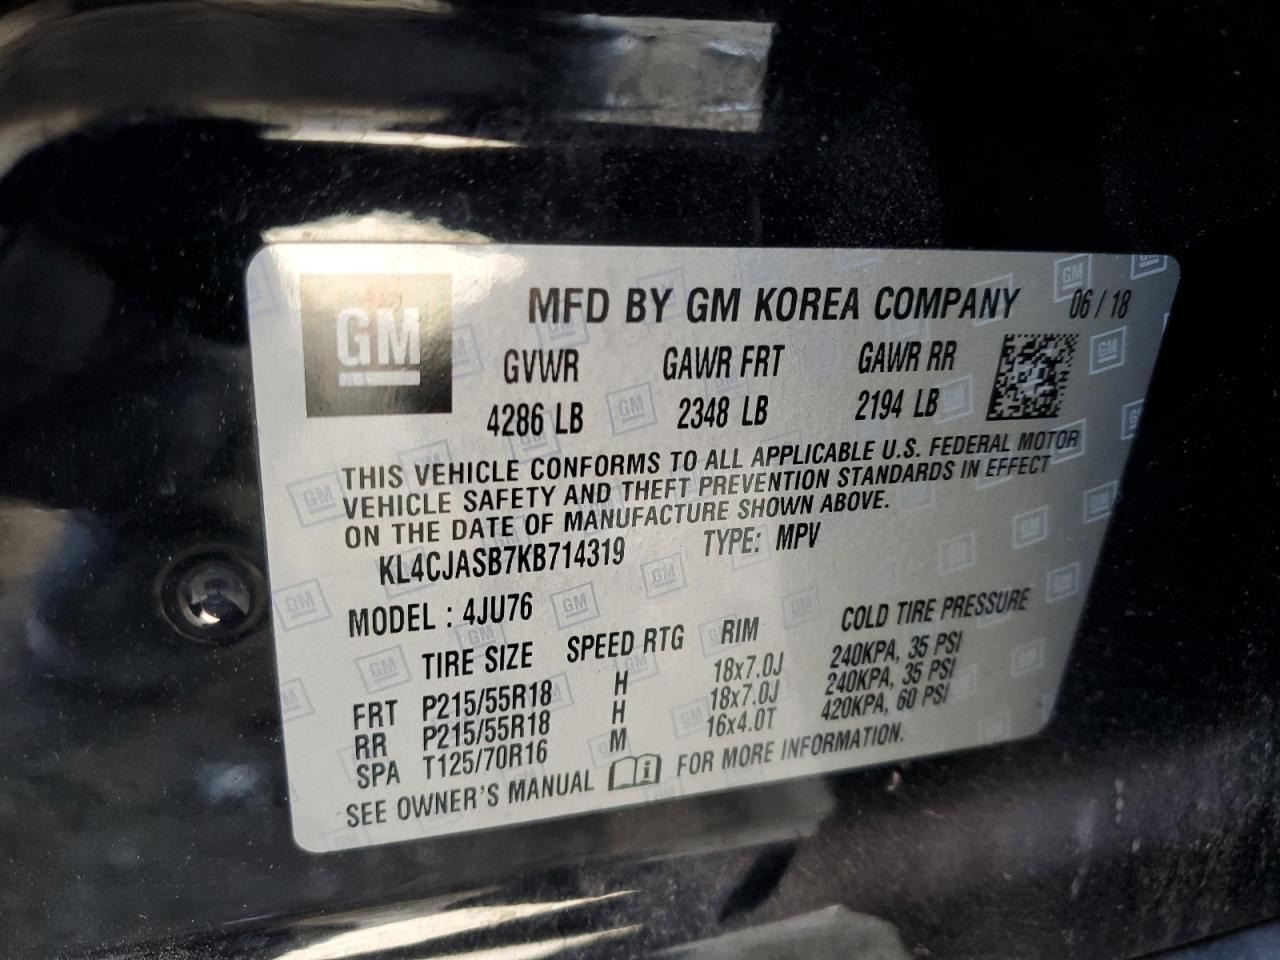 GM
MFD BY GM KOREA COMPANY 06 / 18
GVWR GAWR FRT GAWR RR
4286 LB 2348 LB 2194 LB
THIS VEHICLE CONFORMS TO ALL APPLICABLE U.S. FEDERAL MOTOR
VEHICLE SAFETY AND THEFT PREVENTION STANDARDS IN EFFECT
ON THE DATE OF MANUFACTURE SHOWN ABOVE.
KL4CJASB7KB714319 TYPE: MPV
MODEL : 4JU76
TIRE SIZE SPEED RTG RIM COLD TIRE PRESSURE
FRT P215/55R18 H 18x7.0J 240KPA, 35 PSI
RR P215/55R18 H 18x7.0J 240KPA, 35 PSI
SPA T125/70R16 M 16x4.0T 420KPA, 60 PSI
SEE OWNER'S MANUAL FOR MORE INFORMATION.